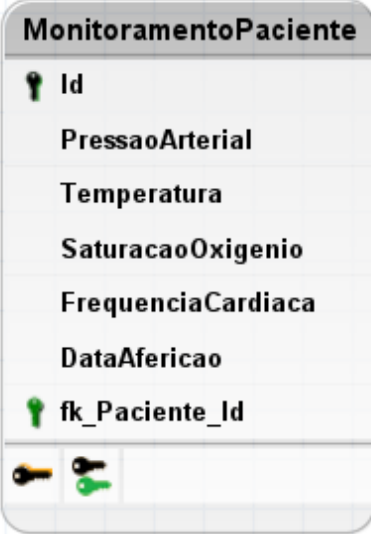 MonitoramentoPaciente
Id
PressaoArterial
Temperatura
SaturacaoOxigenio
FrequenciaCardiaca
DataAfericao
fk_Paciente_Id